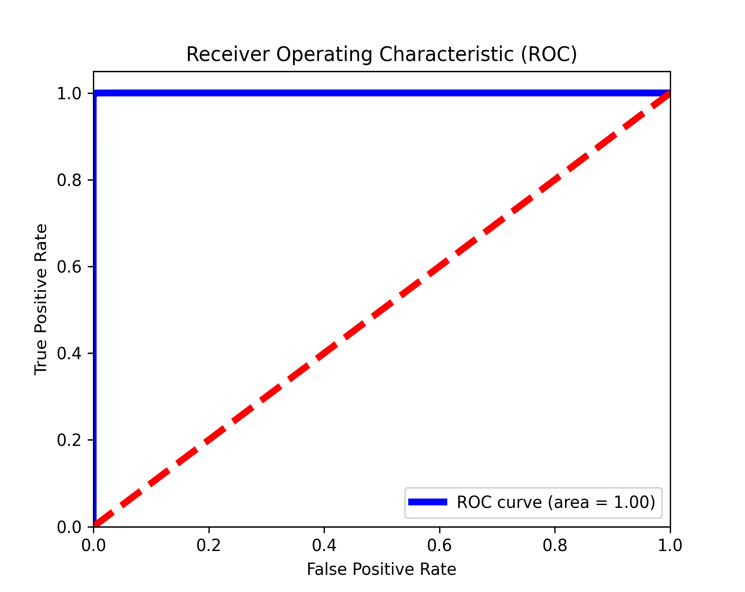 Receiver Operating Characteristic (ROC)
1.0
0.8
0.6
0.4
0.2
0.0
True Positive Rate
ROC curve (area = 1.00)
0.0 0.2 0.4 0.6 0.8 1.0
False Positive Rate